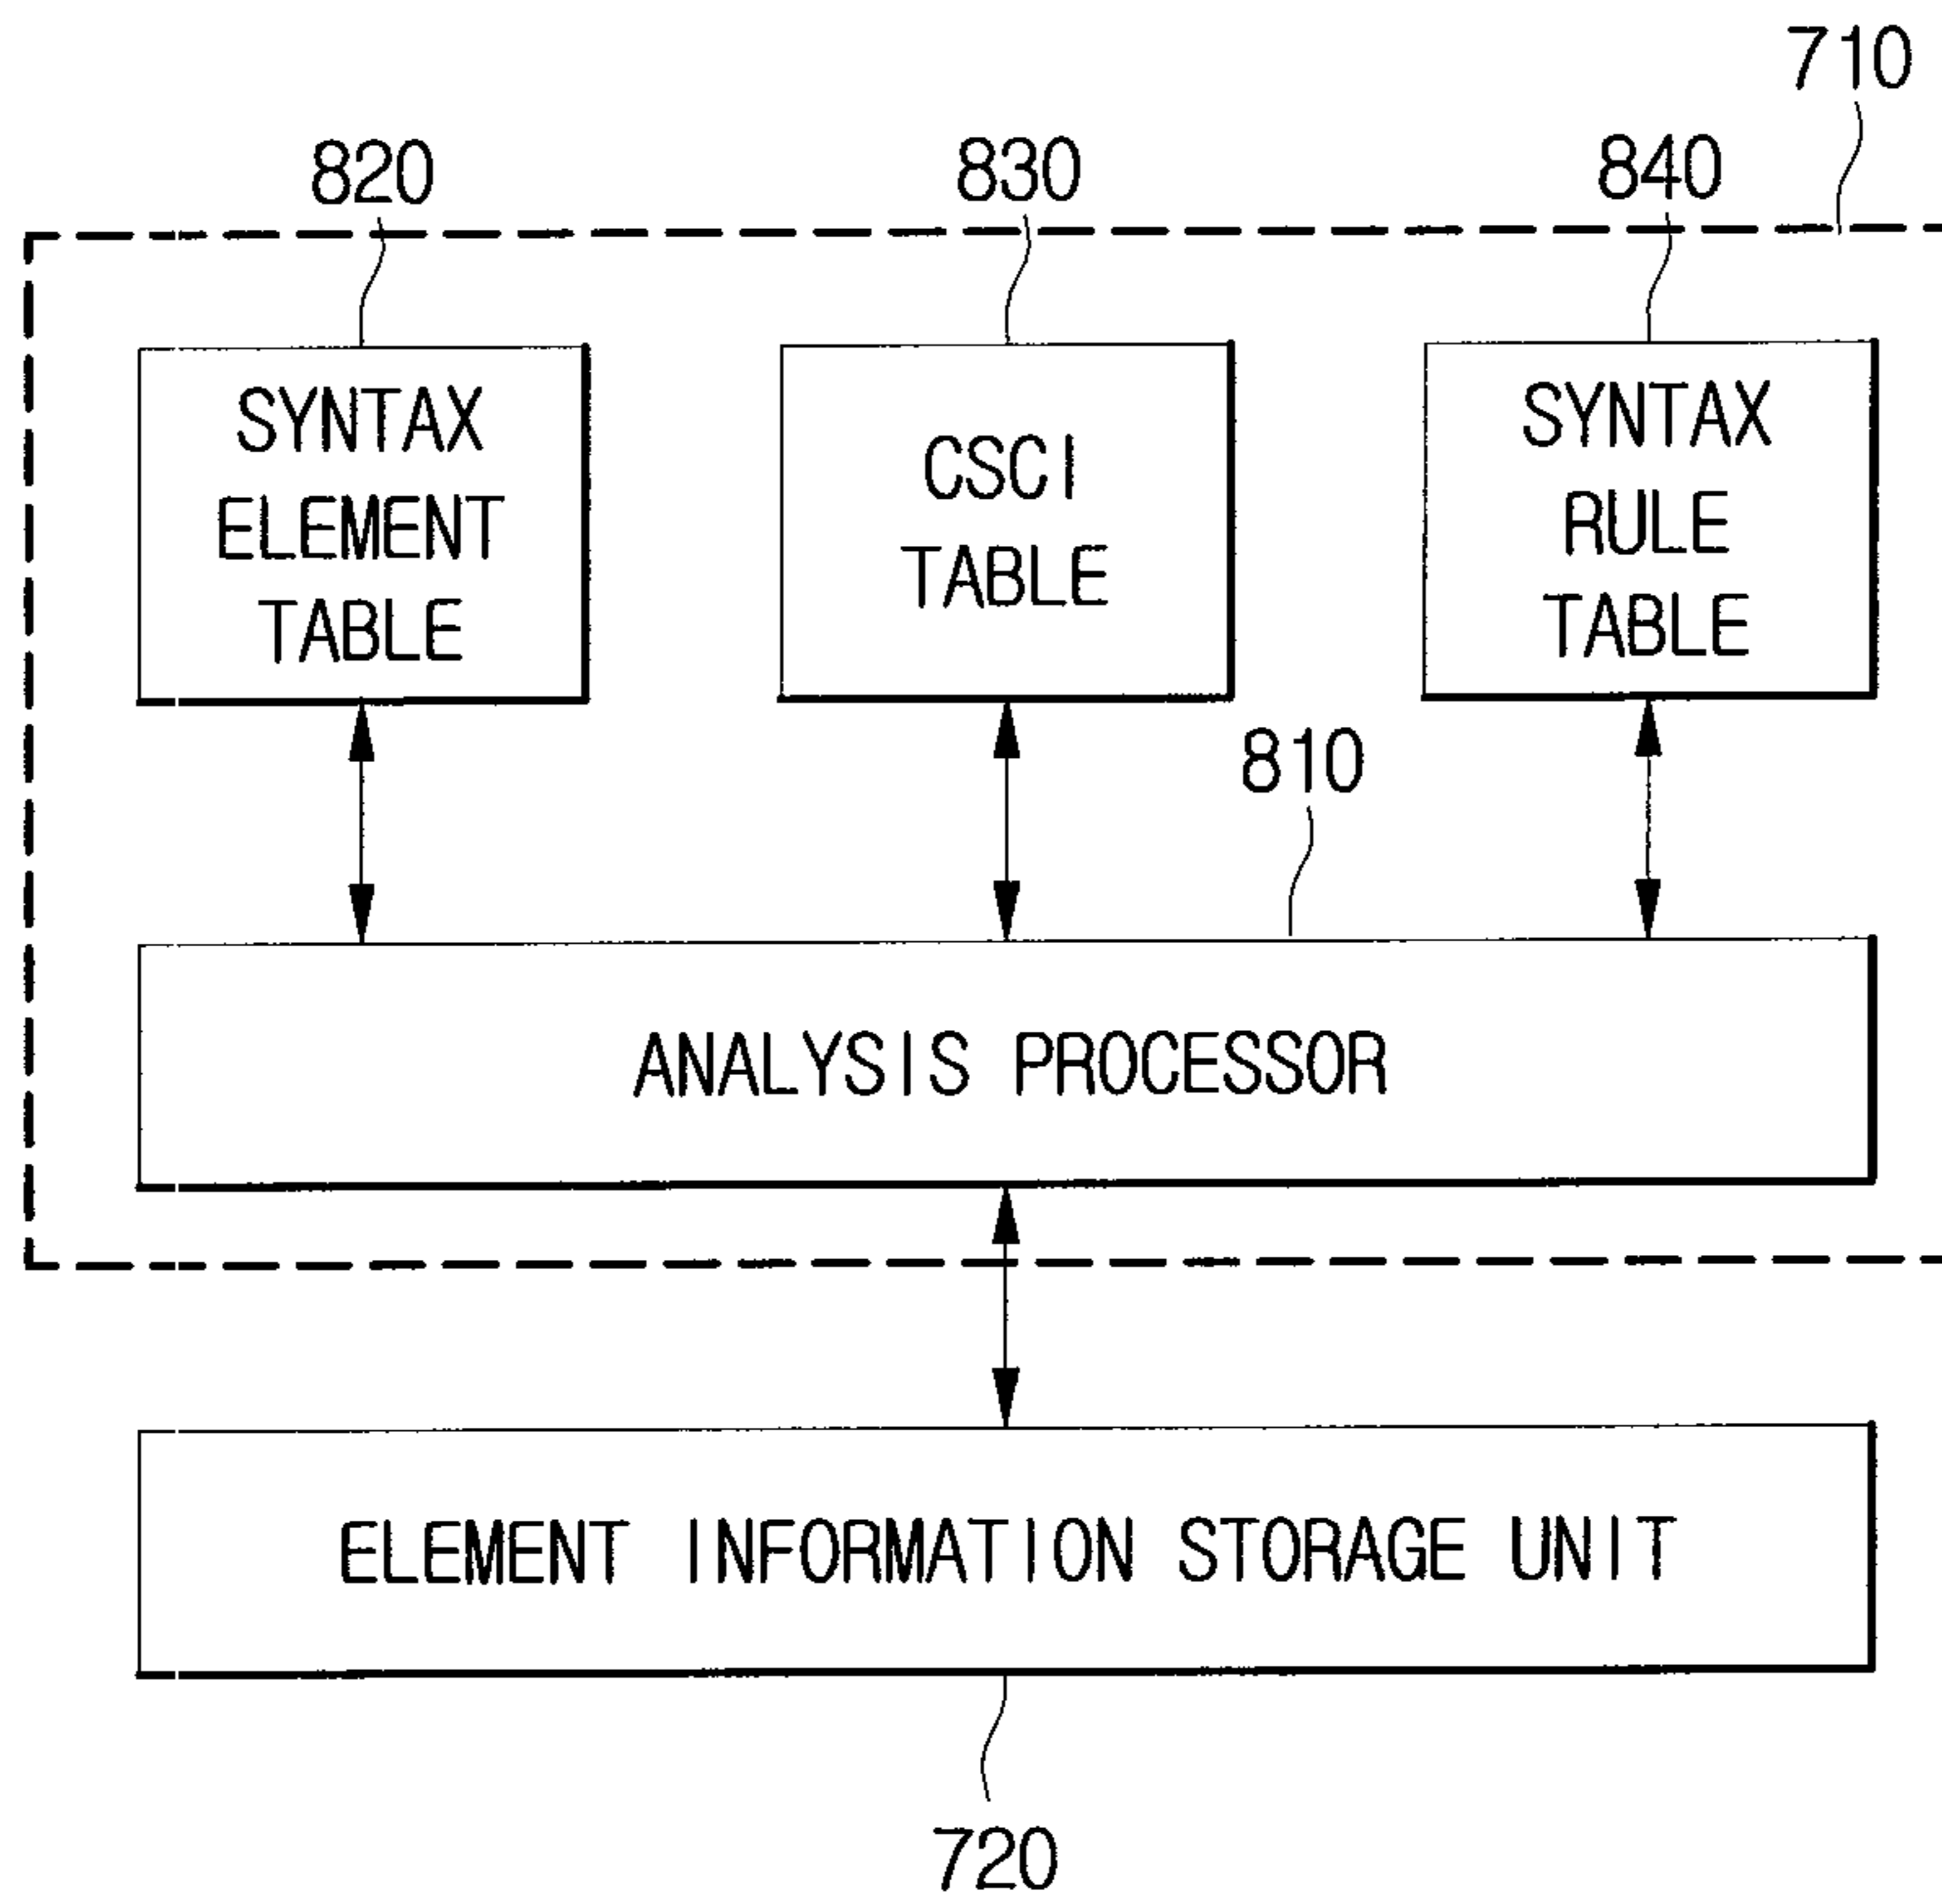 710
820 830 840
SYNTAX ELEMENT TABLE
CSCI TABLE
SYNTAX RULE TABLE
810
ANALYSIS PROCESSOR
ELEMENT INFORMATION STORAGE UNIT
720